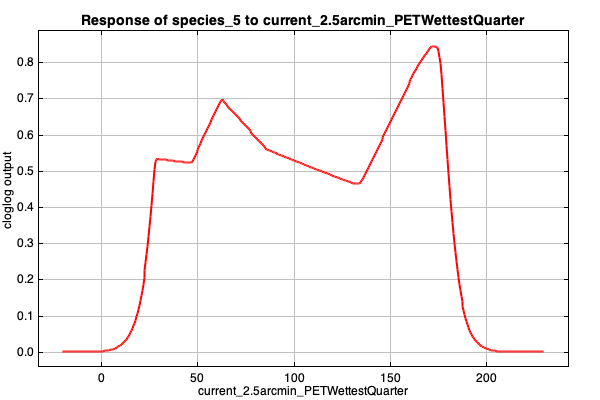 Response of species_5 to current_2.5arcmin_PETWettestQuarter
cloglog output
0.8
0.7
0.6
0.5
0.4
0.3
0.2
0.1
0.0
0 50 100 150 200
current_2.5arcmin_PETWettestQuarter